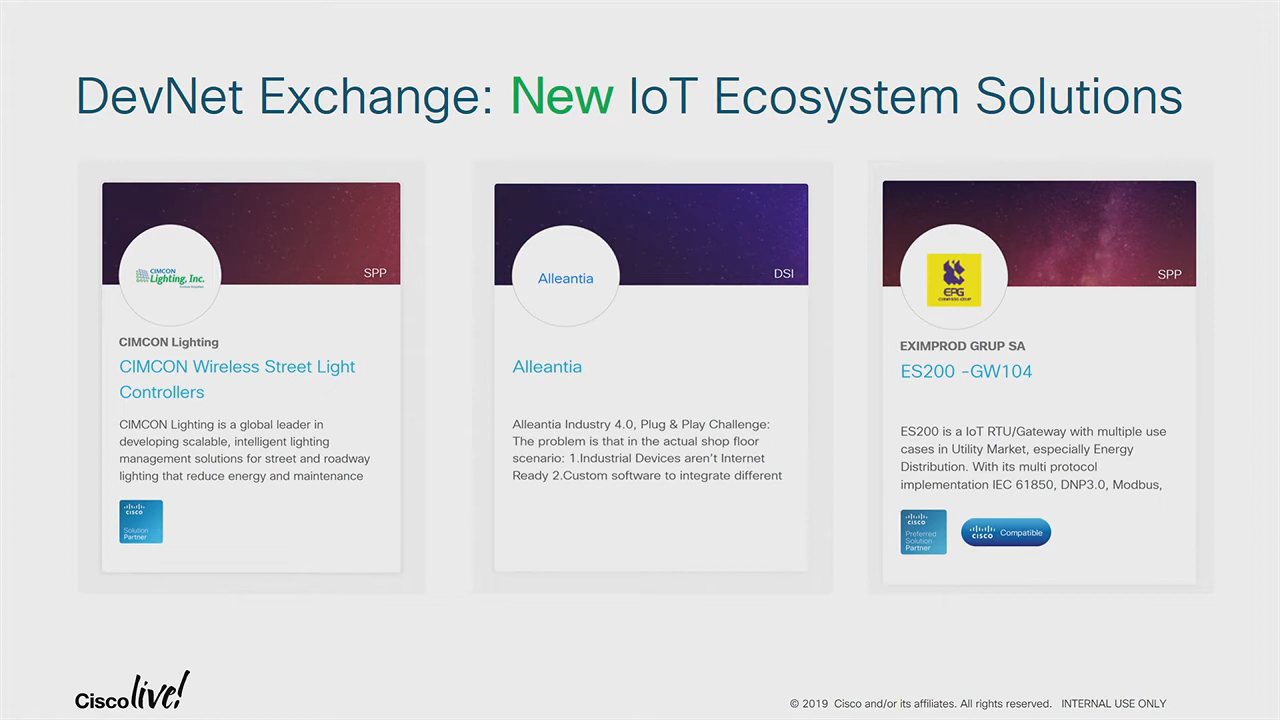 DevNet Exchange: New IoT Ecosystem Solutions
CIMCON
Lighting, Inc.
SPP
CIMCON Lighting
CIMCON Wireless Street Light
Controllers
CIMCON Lighting is a global leader in
developing scalable, intelligent lighting
management solutions for street and roadway
lighting that reduce energy and maintenance
CISCO
Solution
Partner
Alleantia
DSI
Alleantia
Alleantia Industry 4.0, Plug & Play Challenge:
The problem is that in the actual shop floor
scenario: 1.Industrial Devices aren't Internet
Ready 2.Custom software to integrate different
EPG
EXIMPROD GRUP
SPP
EXIMPROD GRUP SA
ES200 -GW104
ES200 is a IoT RTU/Gateway with multiple use
cases in Utility Market, especially Energy
Distribution. With its multi protocol
implementation IEC 61850, DNP3.0, Modbus,
CISCO
Preferred
Solution
Partner
CISCO Compatible
Cisco live!
© 2019 Cisco and/or its affiliates. All rights reserved. INTERNAL USE ONLY